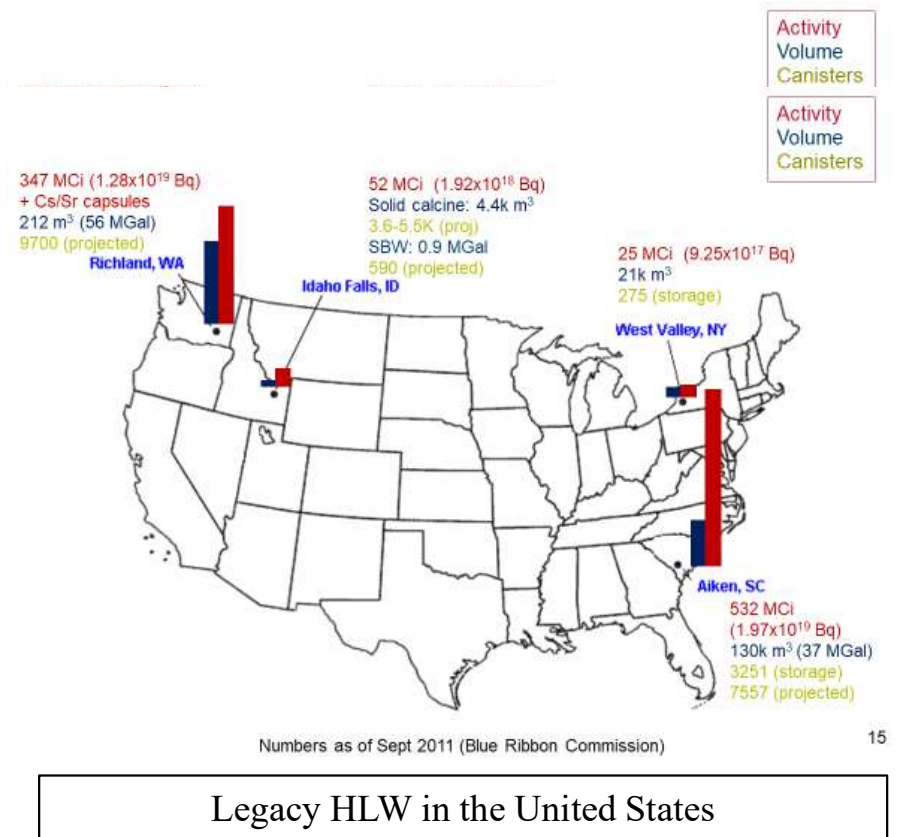 Activity
Volume
Canisters
Activity
Volume
Canisters
347 MCi (1.28x10¹⁹ Bq)
+ Cs/Sr capsules
212 m³ (56 MGal)
9700 (projected)
Richland, WA
52 MCi (1.92x10¹⁸ Bq)
Solid calcine: 4.4k m³
3.6-5.5K (proj)
SBW: 0.9 MGal
590 (projected)
Idaho Falls, ID
25 MCi (9.25x10¹⁷ Bq)
21k m³
275 (storage)
West Valley, NY
Aiken, SC
532 MCi
(1.97x10¹⁹ Bq)
130k m³ (37 MGal)
3251 (storage)
7557 (projected)
Numbers as of Sept 2011 (Blue Ribbon Commission)
15
Legacy HLW in the United States